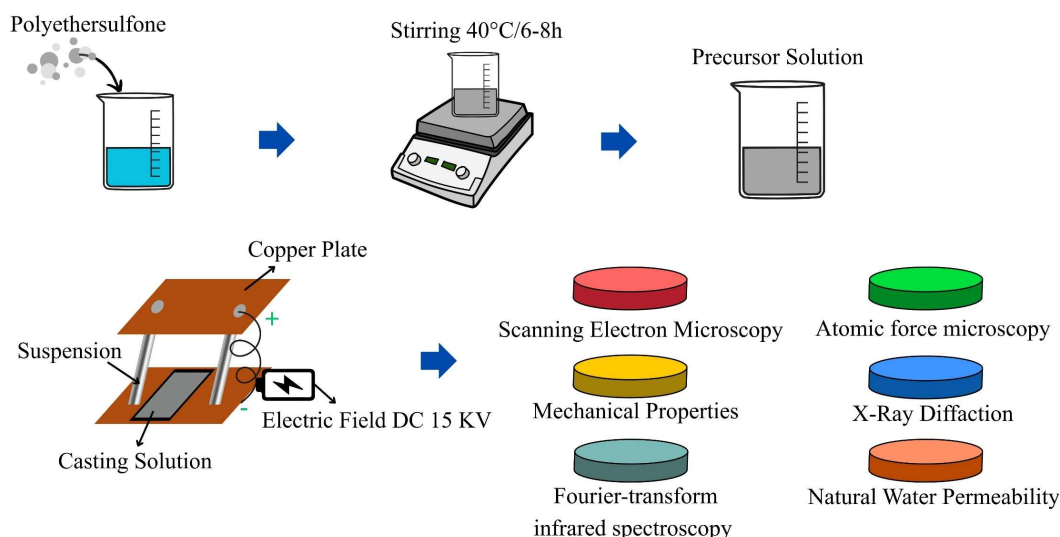 Polyethersulfone
Stirring 40°C/6-8h
Precursor Solution
Copper Plate
+
Suspension
-
Electric Field DC 15 KV
Casting Solution
Scanning Electron Microscopy
Atomic force microscopy
Mechanical Properties
X-Ray Diffaction
Fourier-transform
infrared spectroscopy
Natural Water Permeability